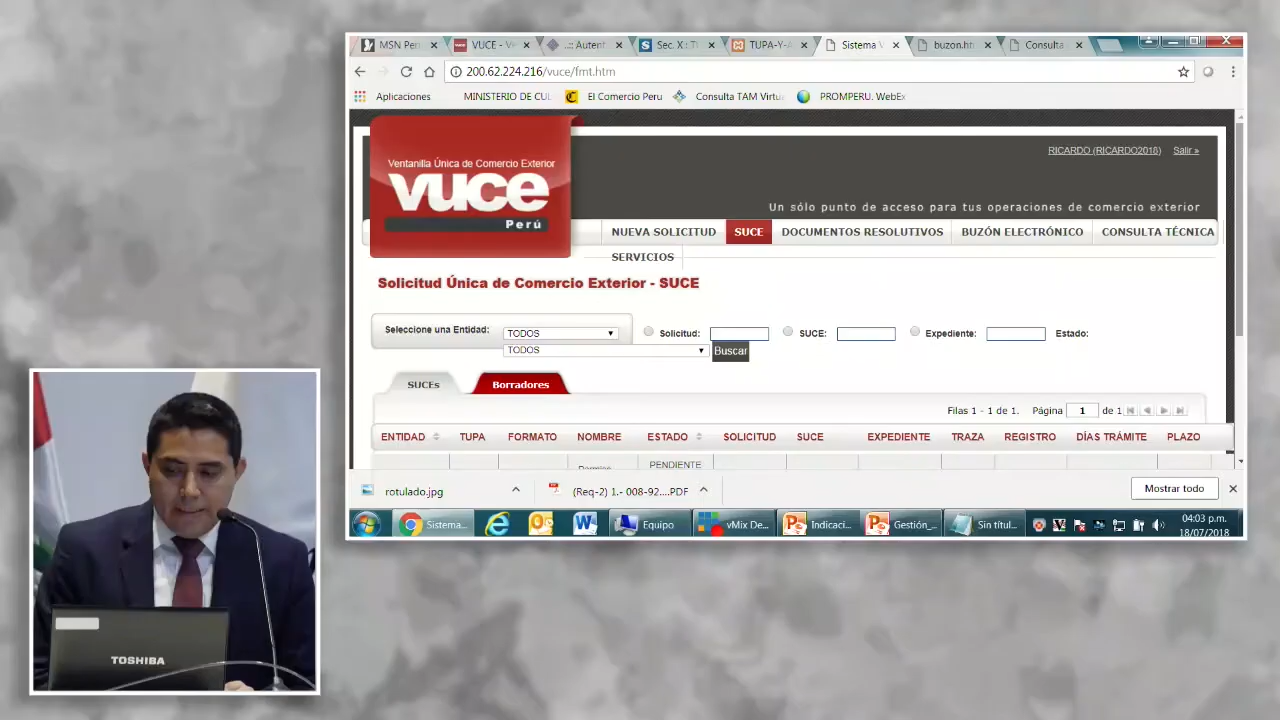 MSN Per
VUCE - V
..:: Autent
Sec. X : T
TUPA-Y-A
Sistema V
buzon.ht
Consulta
200.62.224.216/vuce/fmt.htm
Aplicaciones
MINISTERIO DE CUL
El Comercio Peru
Consulta TAM Virtu
PROMPERU. WebEx
RICARDO (RICARDO2018)
Salir »
Ventanilla Única de Comercio Exterior
vuce
Perú
Un sólo punto de acceso para tus operaciones de comercio exterior
NUEVA SOLICITUD
SUCE
DOCUMENTOS RESOLUTIVOS
BUZÓN ELECTRÓNICO
CONSULTA TÉCNICA
SERVICIOS
Solicitud Única de Comercio Exterior - SUCE
Seleccione una Entidad:
TODOS
Solicitud:
SUCE:
Expediente:
Estado:
TODOS
Buscar
SUCEs
Borradores
Filas 1 - 1 de 1.
Página
1
de 1
ENTIDAD
TUPA
FORMATO
NOMBRE
ESTADO
SOLICITUD
SUCE
EXPEDIENTE
TRAZA
REGISTRO
DÍAS TRÁMITE
PLAZO
PENDIENTE
rotulado.jpg
(Req-2) 1.- 008-92....PDF
Mostrar todo
Sistema...
Equipo
vMix De...
Indicaci...
Gestión_...
Sin títul...
04:03 p.m.
18/07/2018
TOSHIBA